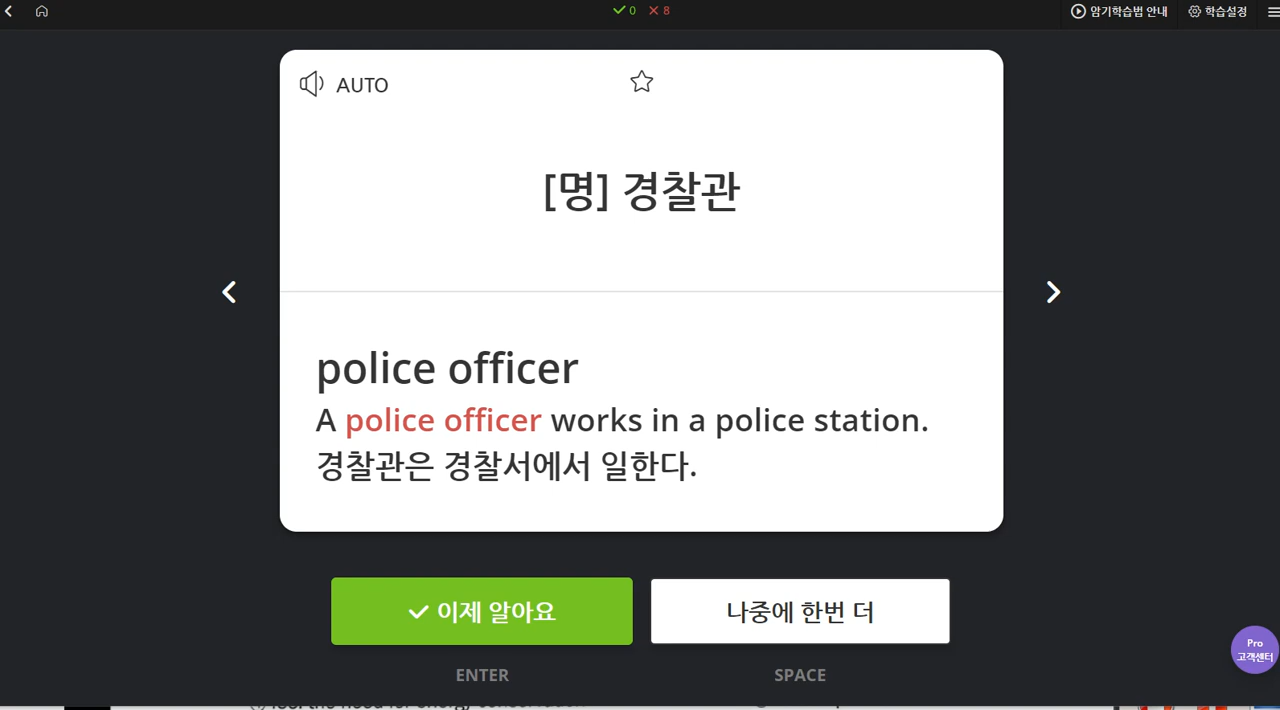 0 8
암기학습법 안내
학습설정
AUTO
[명] 경찰관
police officer
A police officer works in a police station.
경찰관은 경찰서에서 일한다.
이제 알아요
나중에 한번 더
ENTER
SPACE
Pro
고객센터